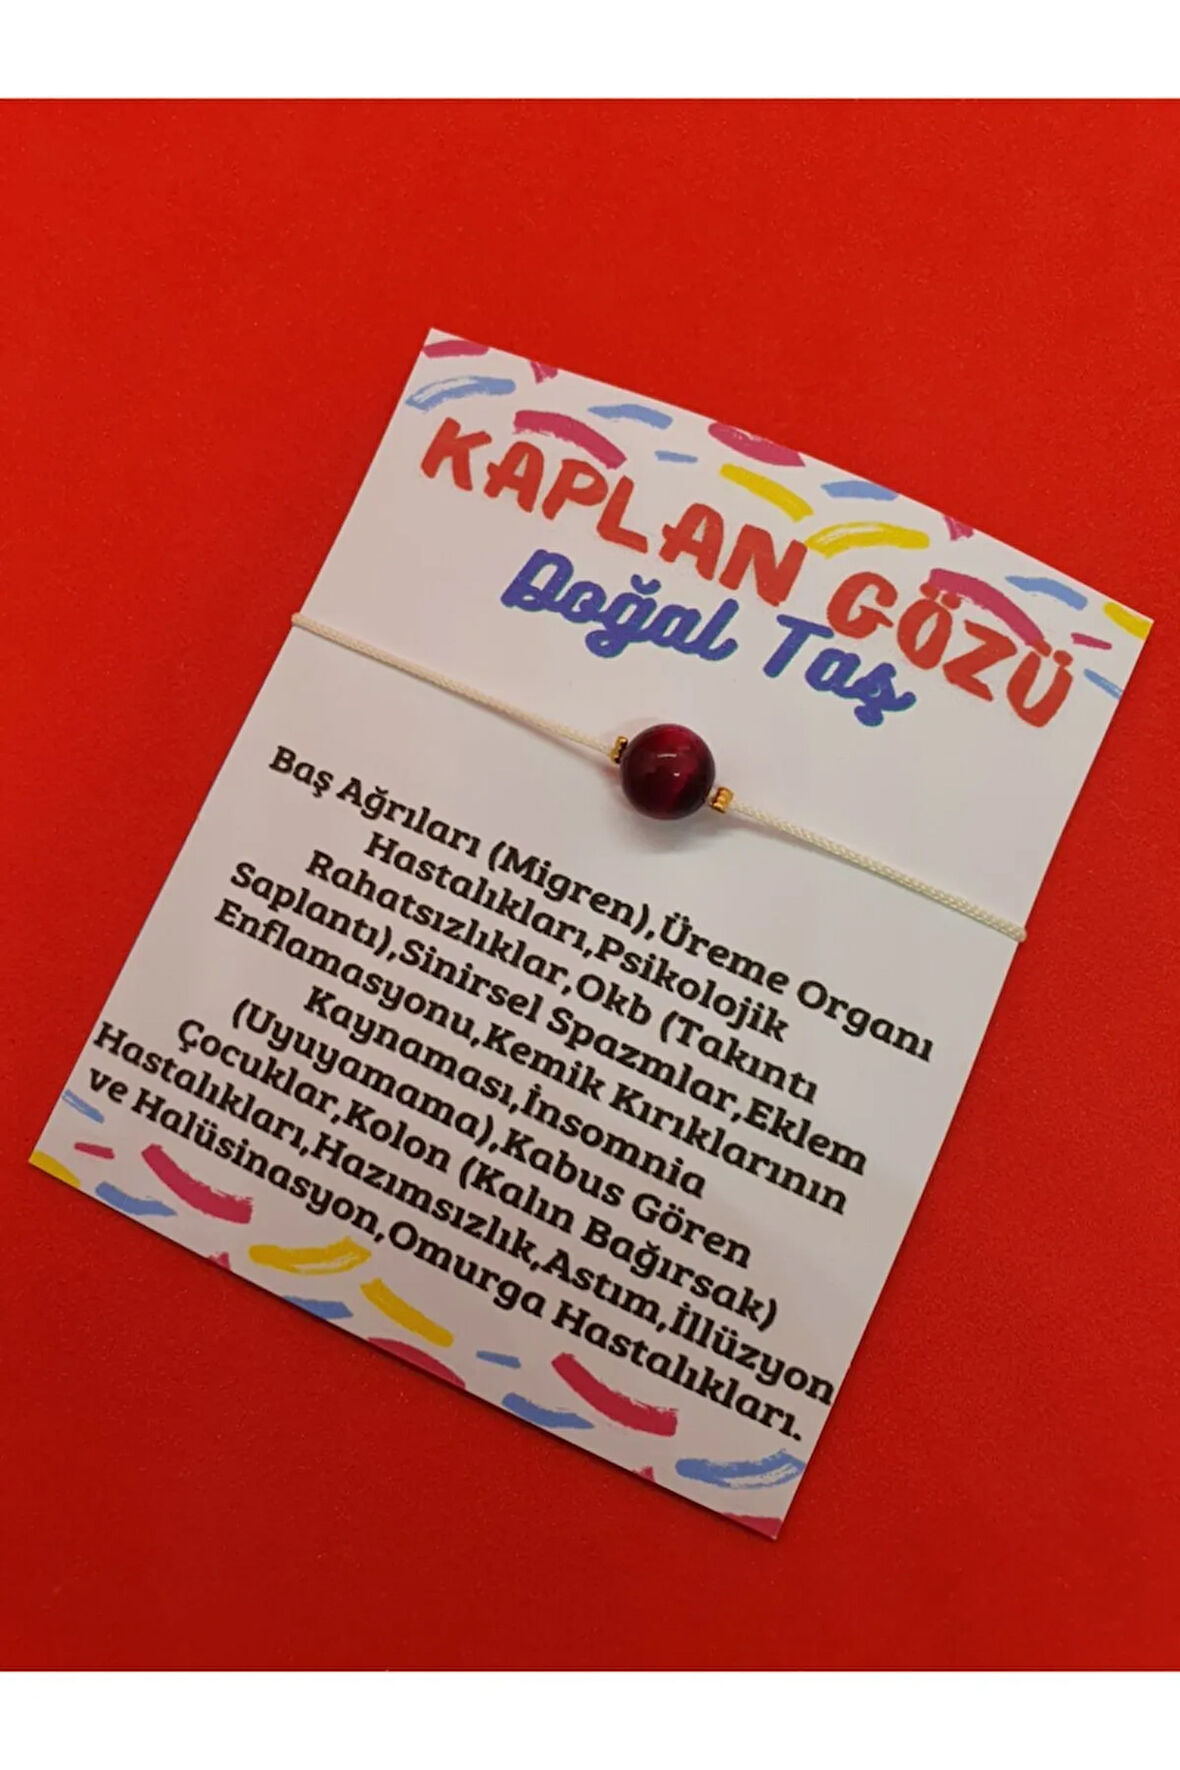 KAPLAN GÖZÜ
Doğal Taş
Baş Ağrıları (Migren),Üreme Organı
Hastalıkları,Psikolojik
Rahatsızlıklar,Okb (Takıntı
Saplantı),Sinirsel Spazmlar,Eklem
Enflamasyonu,Kemik Kırıklarının
Kaynaması,İnsomnia
(Uyuyamama),Kabus Gören
Çocuklar,Kolon (Kalın Bağırsak)
Hastalıkları,Hazımsızlık,Astım,İllüzyon
ve Halüsinasyon,Omurga Hastalıkları.